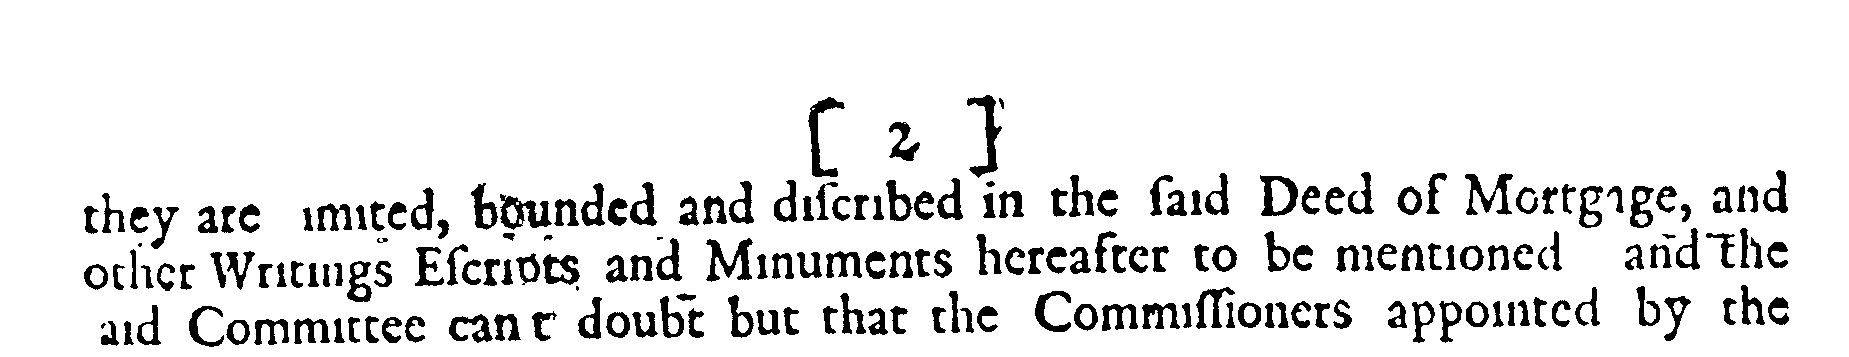 [ 2 ]
they are imited, bounded and diſcribed in the ſaid Deed of Mortgage, and
other Writings Eſcripts and Minuments hereafter to be mentioned and the
aid Committee can t doubt but that the Commiſſioners appointed by the